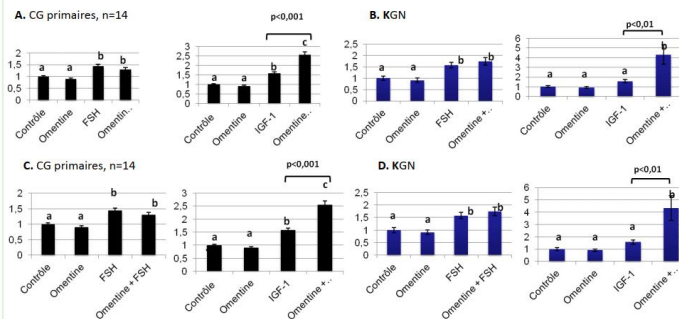 A. CG primaires, n=14
p<0,001
B. KGN
p<0,01
2
1,5
1
0,5
0
a
a
b
b
Contrôle
Omentine
FSH
Omentin..
3
2,5
2
1,5
1
0,5
0
a
a
b
c
Contrôle
Omentine
IGF-1
Omentine..
2,5
2
1,5
1
0,5
0
a
a
b
b
Contrôle
Omentine
FSH
Omentine +..
6
5
4
3
2
1
0
a
a
a
b
Contrôle
Omentine
IGF-1
Omentine +..
C. CG primaires, n=14
p<0,001
D. KGN
p<0,01
2
1,5
1
0,5
0
a
a
b
b
Contrôle
Omentine
FSH
Omentine + FSH
3
2,5
2
1,5
1
0,5
0
a
a
b
c
Contrôle
Omentine
IGF-1
Omentine +..
2,5
2
1,5
1
0,5
0
a
a
b
b
Contrôle
Omentine
FSH
Omentine + FSH
6
5
4
3
2
1
0
a
a
a
b
Contrôle
Omentine
IGF-1
Omentine +..